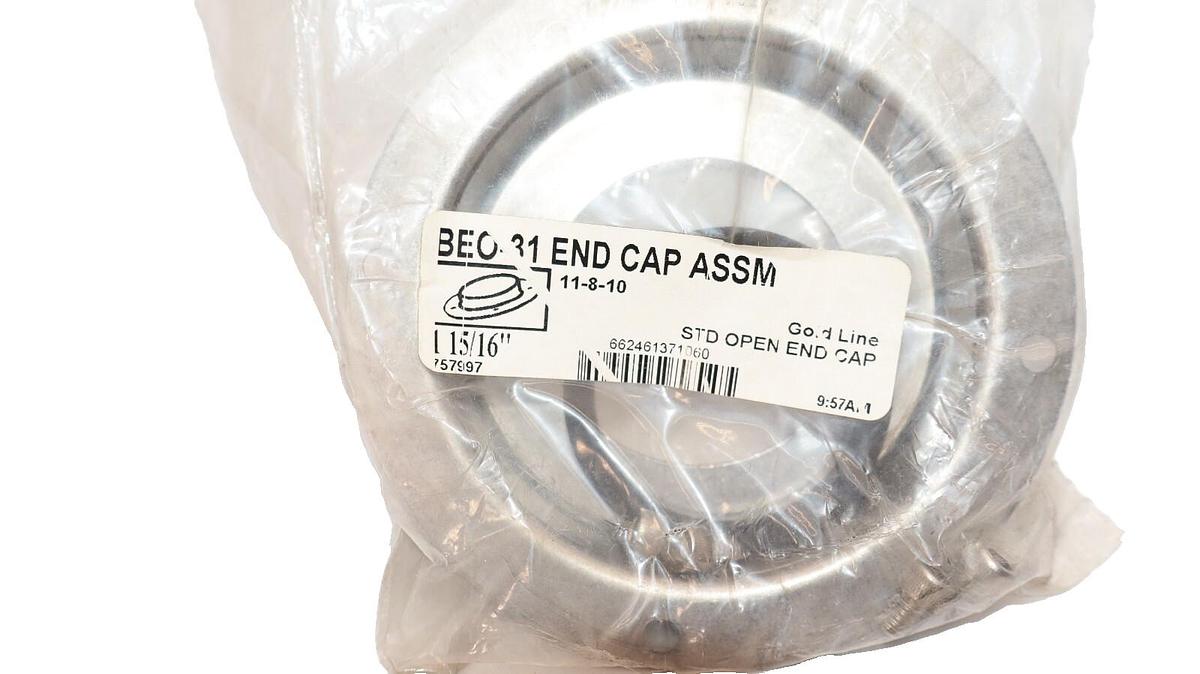 BEO-31 END CAP ASSM
11-8-10
Gold Line
1 15/16"
STD OPEN END CAP
662461371060
757997
9:57AM